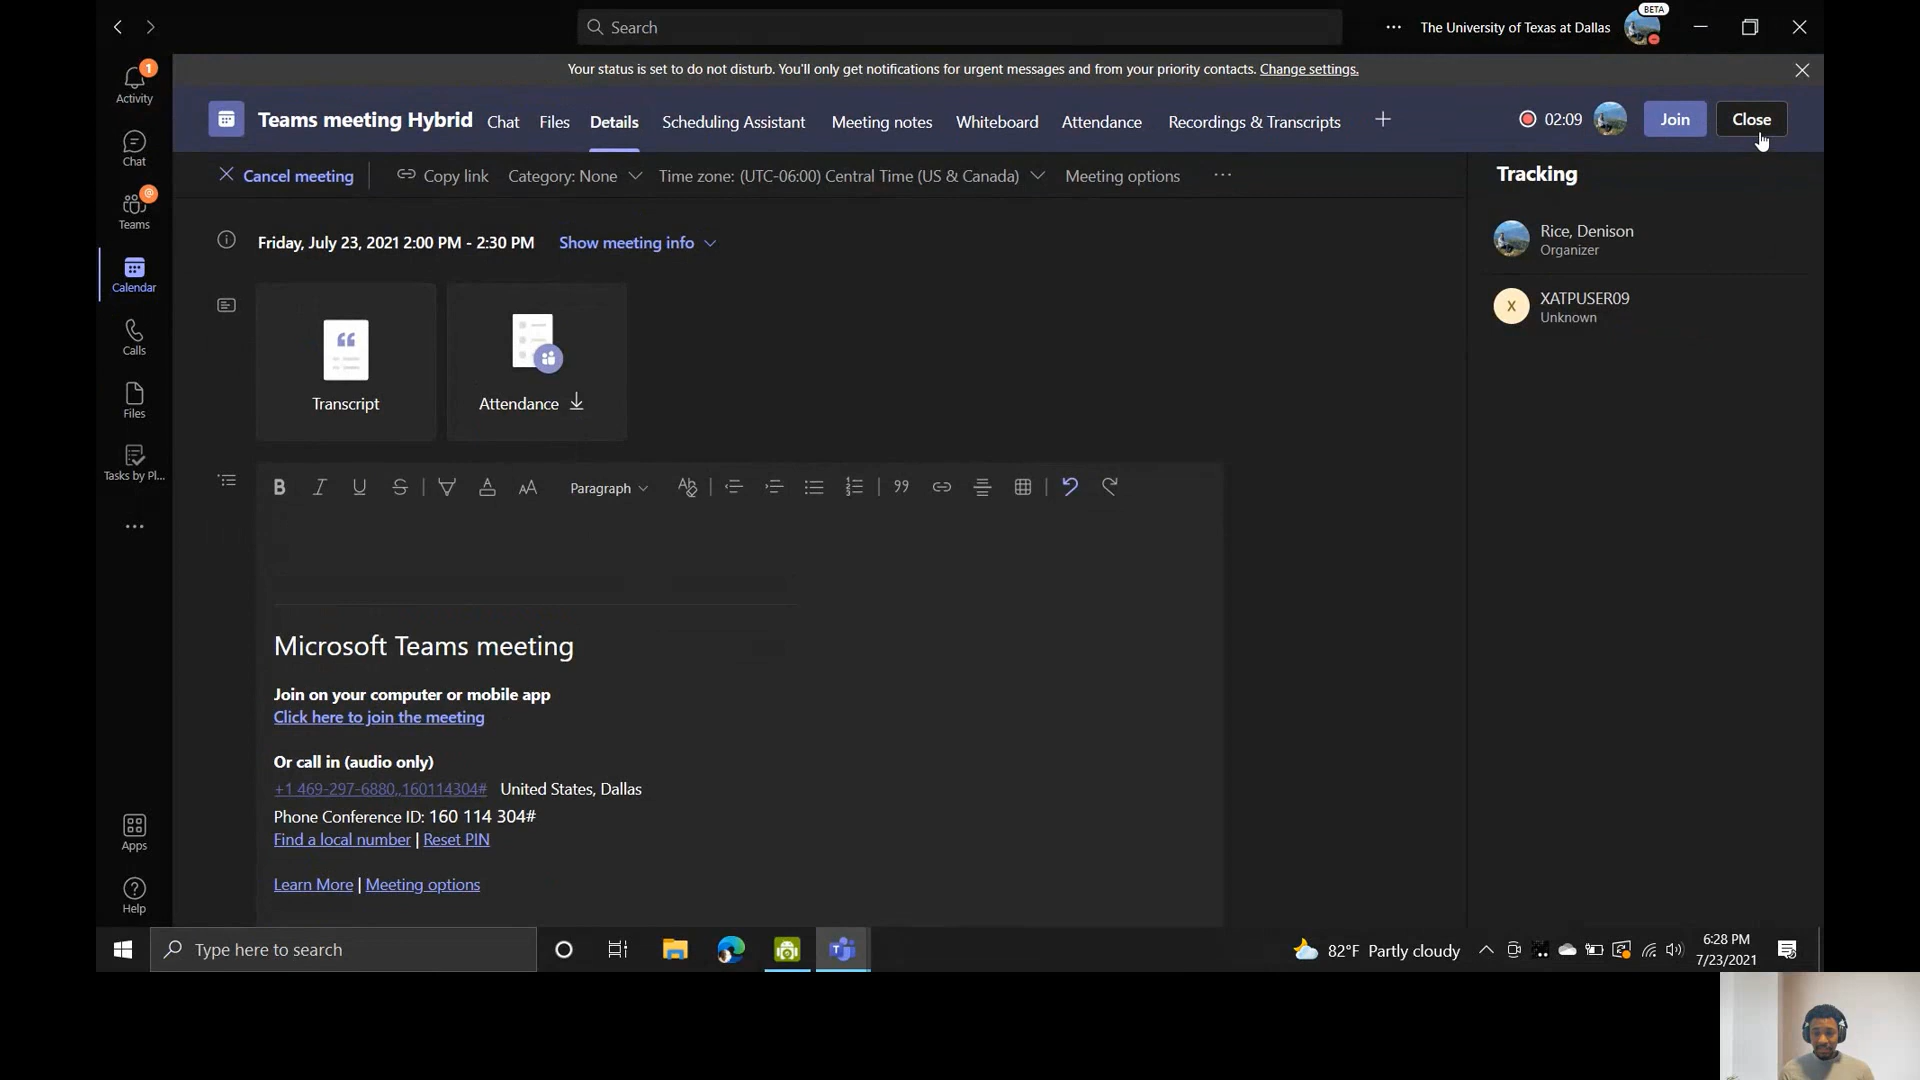 Search
The University of Texas at Dallas
BETA
Your status is set to do not disturb. You'll only get notifications for urgent messages and from your priority contacts. Change settings.
1
Activity
Chat
Teams
Calendar
Calls
Files
Tasks by Pl...
Apps
Help
Teams meeting Hybrid
Chat
Files
Details
Scheduling Assistant
Meeting notes
Whiteboard
Attendance
Recordings & Transcripts
02:09
Join
Close
Cancel meeting
Copy link
Category: None
Time zone: (UTC-06:00) Central Time (US & Canada)
Meeting options
Friday, July 23, 2021 2:00 PM - 2:30 PM
Show meeting info
Transcript
Attendance
B I U S
Paragraph
Microsoft Teams meeting
Join on your computer or mobile app
Click here to join the meeting
Or call in (audio only)
+1 469-297-6880,,160114304# United States, Dallas
Phone Conference ID: 160 114 304#
Find a local number | Reset PIN
Learn More | Meeting options
Tracking
Rice, Denison
Organizer
X
XATPUSER09
Unknown
Type here to search
82°F Partly cloudy
6:28 PM
7/23/2021